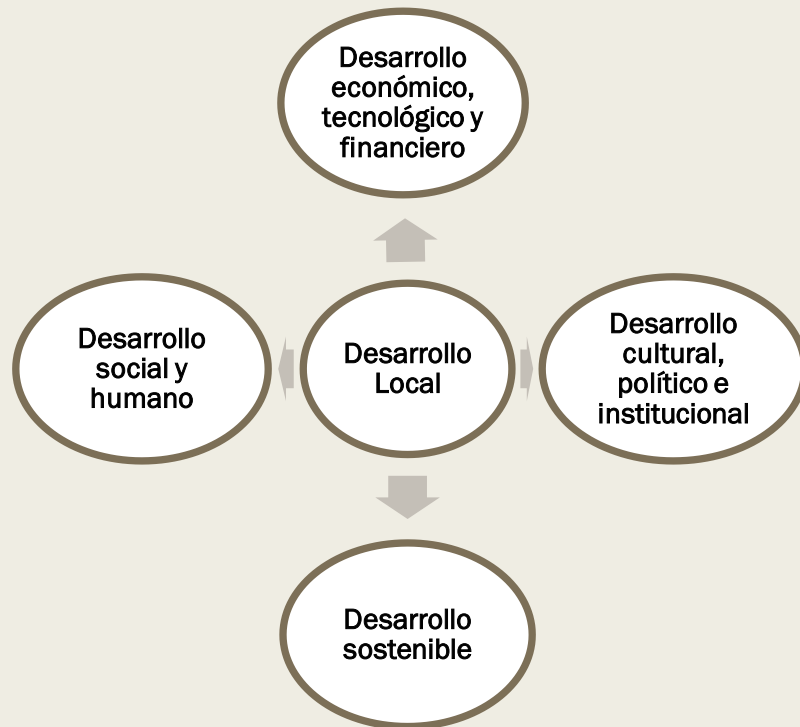 Desarrollo
económico,
tecnológico y
financiero
Desarrollo
social y
humano
Desarrollo
Local
Desarrollo
cultural,
político e
institucional
Desarrollo
sostenible